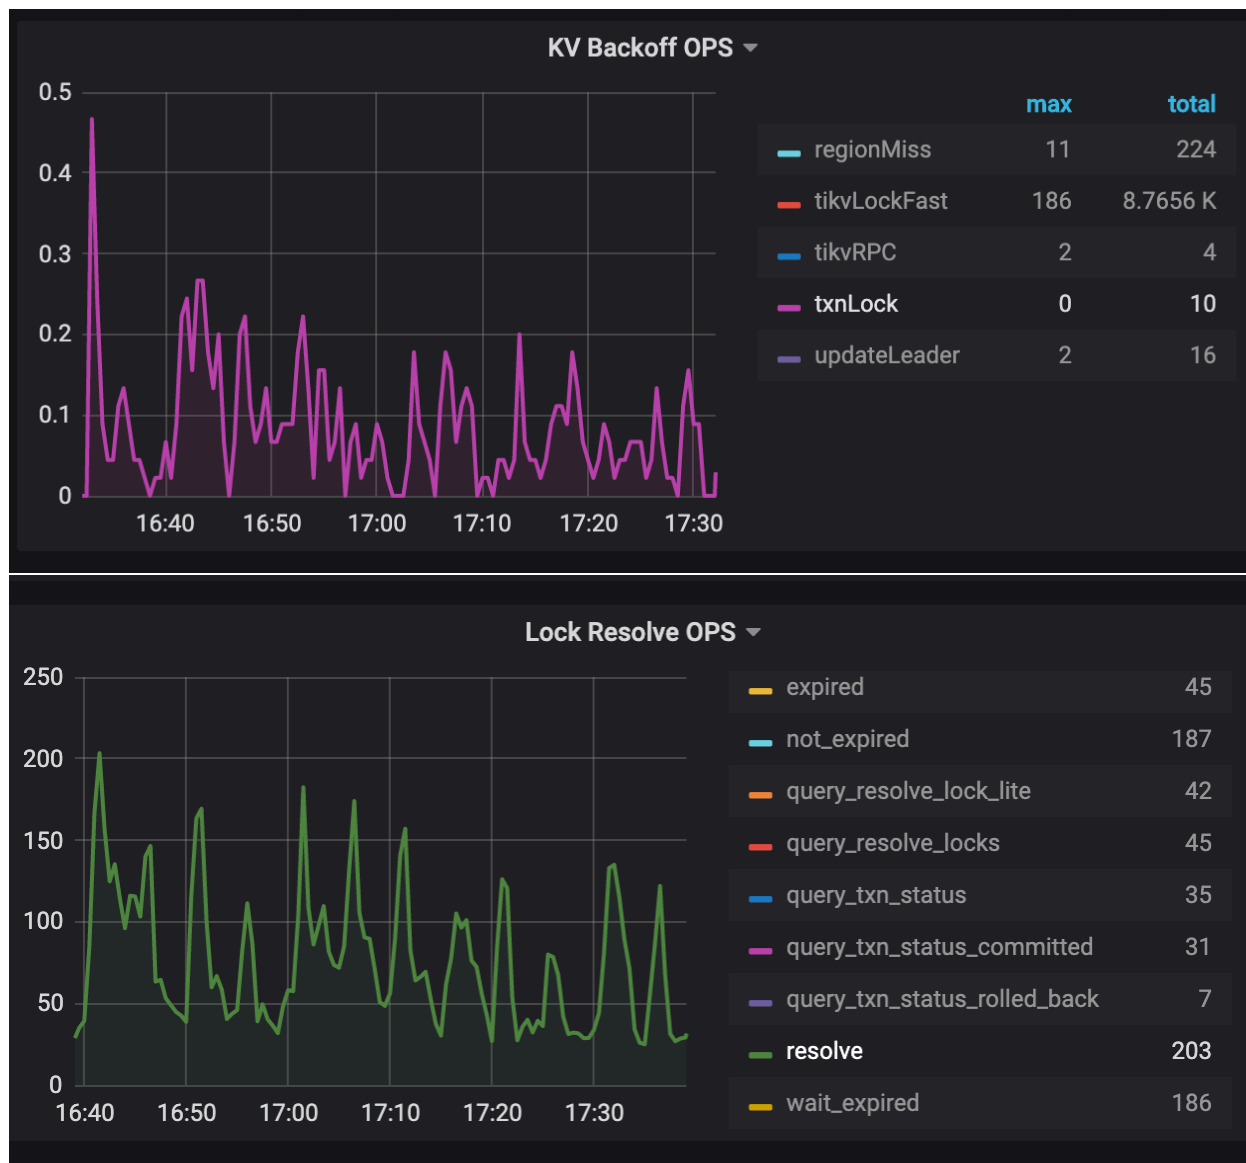 KV Backoff OPS
max total
0.5
0.4
0.3
0.2
0.1
0
16:40 16:50 17:00 17:10 17:20 17:30
regionMiss 11 224
tikvLockFast 186 8.7656 K
tikvRPC 2 4
txnLock 0 10
updateLeader 2 16
Lock Resolve OPS
250
200
150
100
50
0
16:40 16:50 17:00 17:10 17:20 17:30
expired 45
not_expired 187
query_resolve_lock_lite 42
query_resolve_locks 45
query_txn_status 35
query_txn_status_committed 31
query_txn_status_rolled_back 7
resolve 203
wait_expired 186